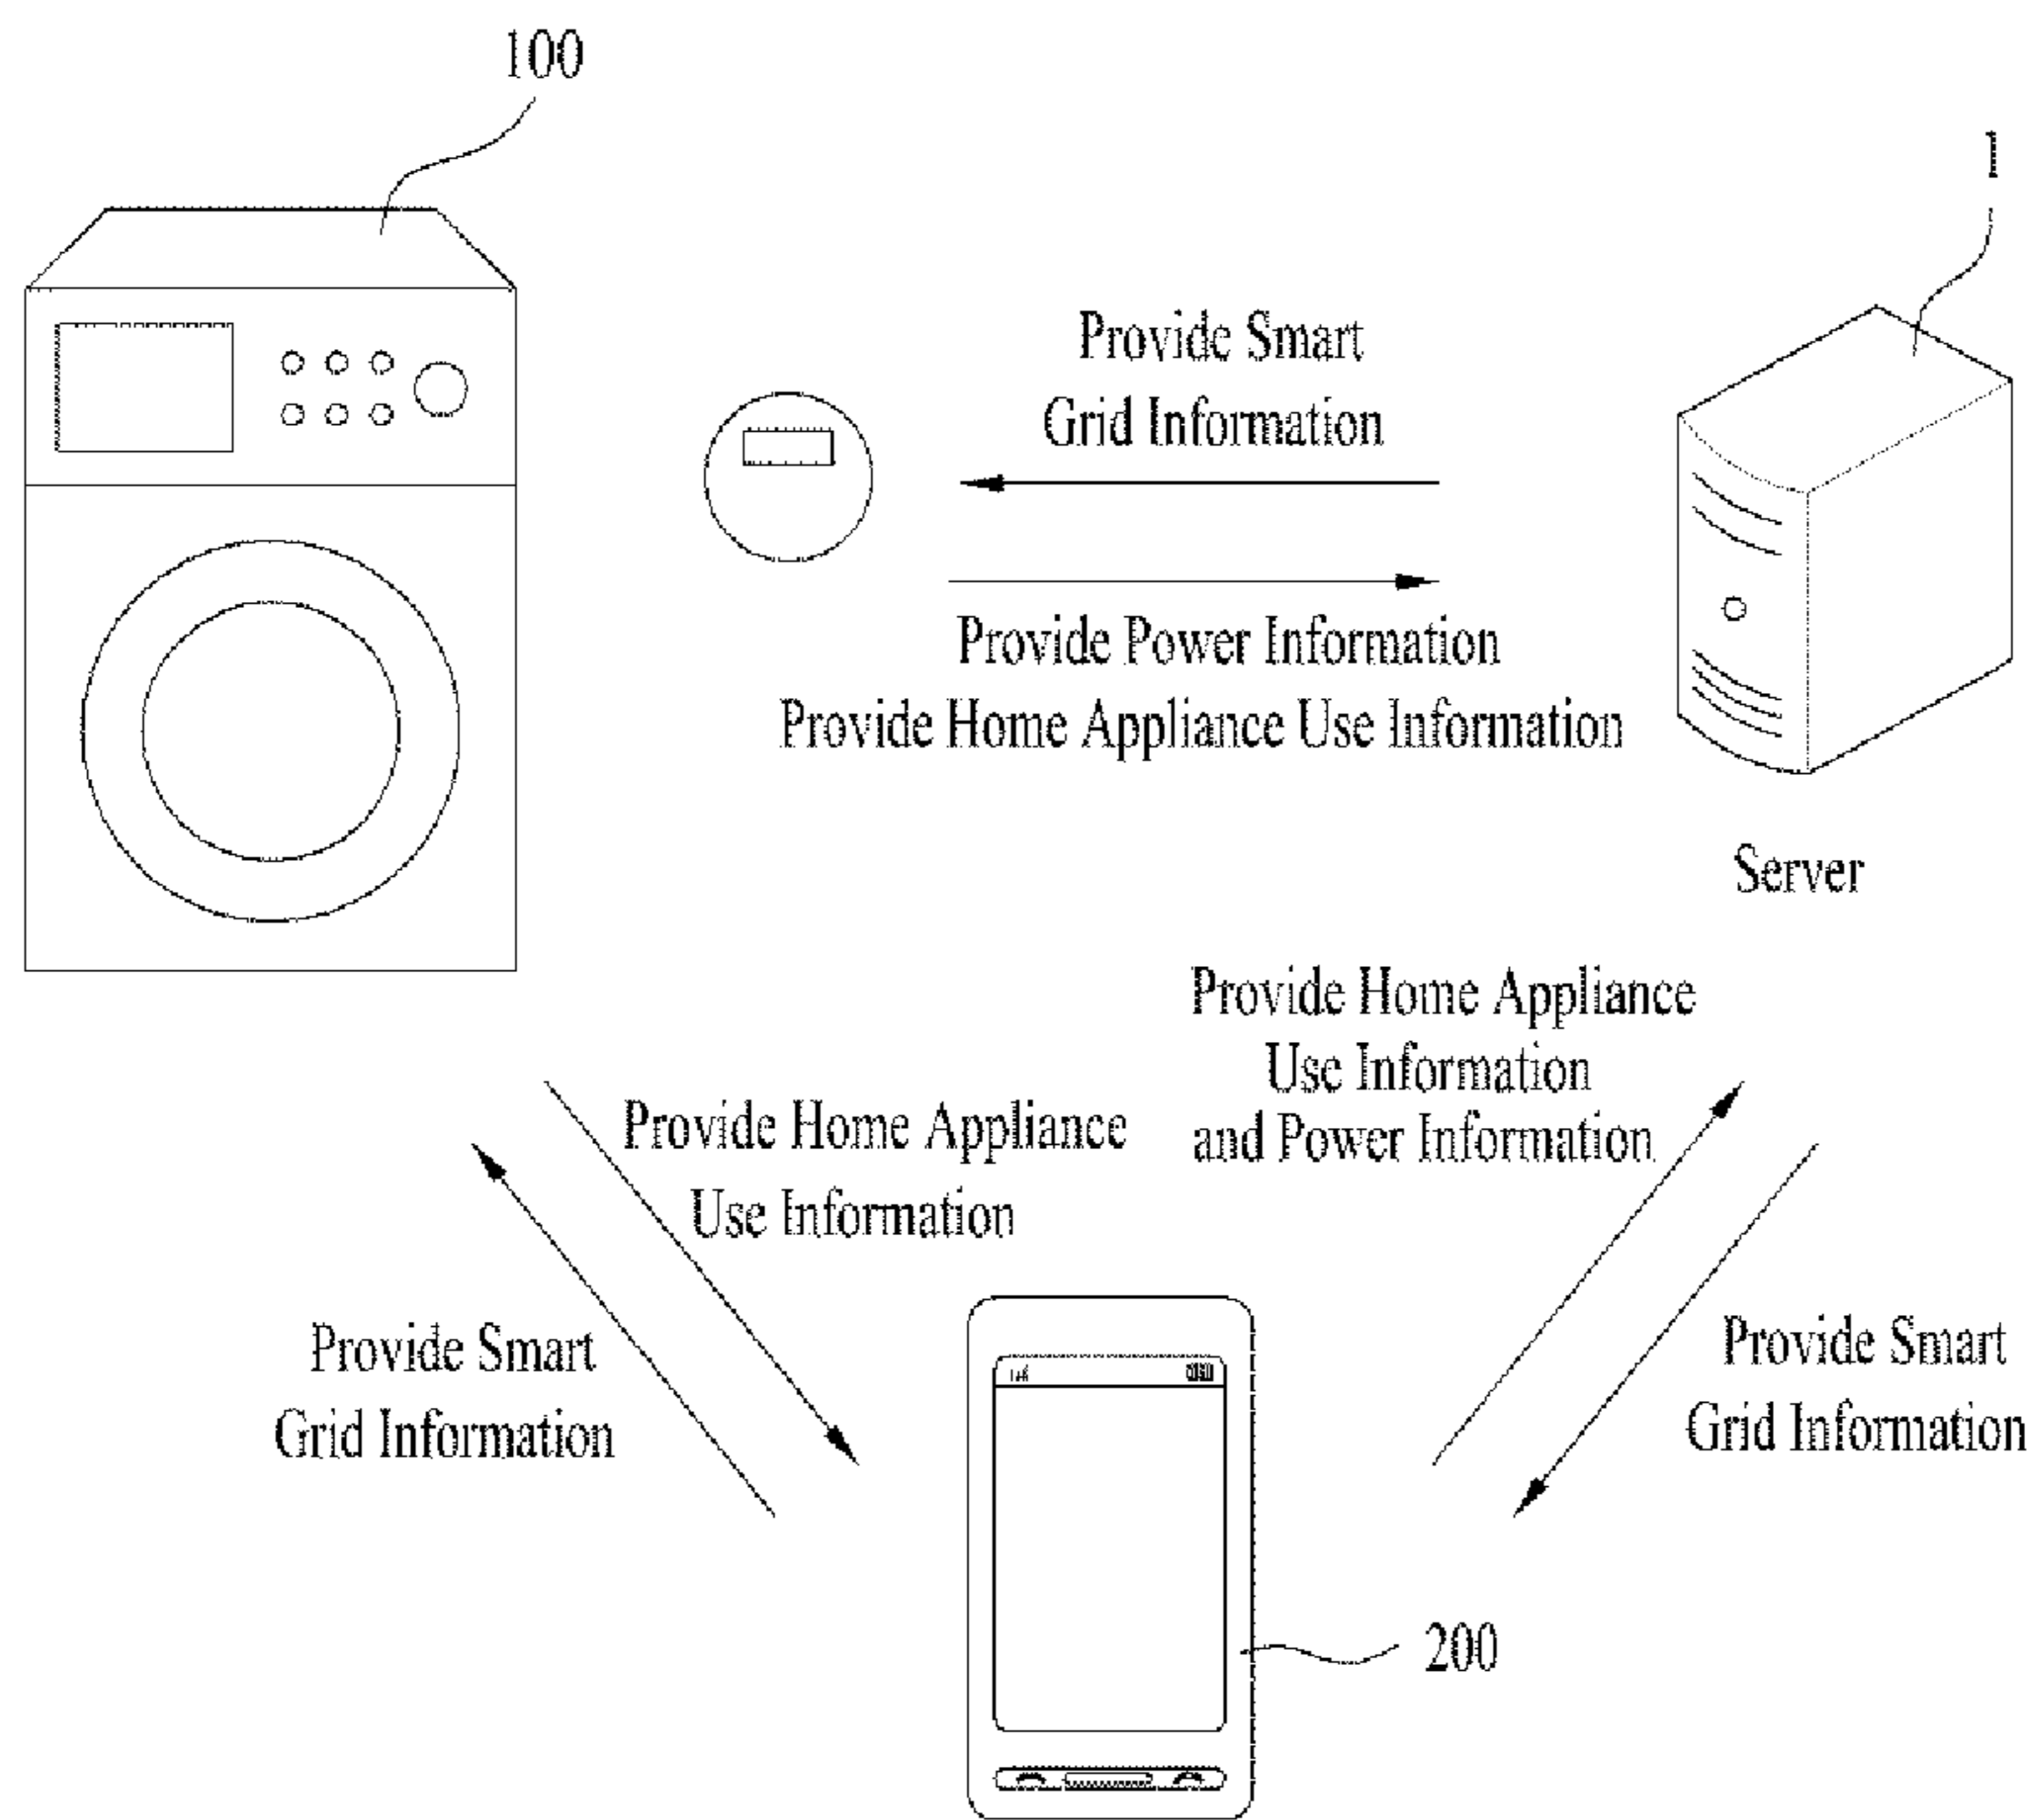 100
1
Provide Smart
Grid Information
Provide Power Information
Provide Home Appliance Use Information
Server
Provide Home Appliance
Use Information
and Power Information
Provide Home Appliance
Use Information
Provide Smart
Grid Information
Provide Smart
Grid Information
200